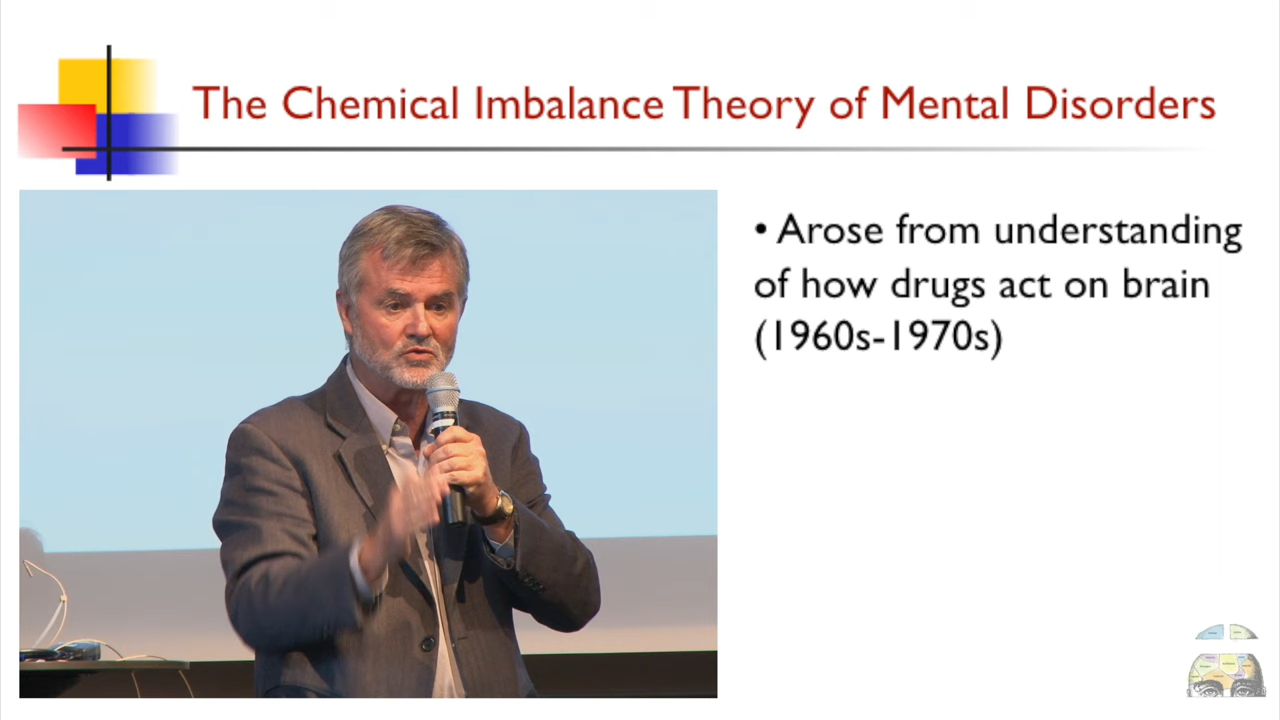 The Chemical Imbalance Theory of Mental Disorders
• Arose from understanding
of how drugs act on brain
(1960s-1970s)